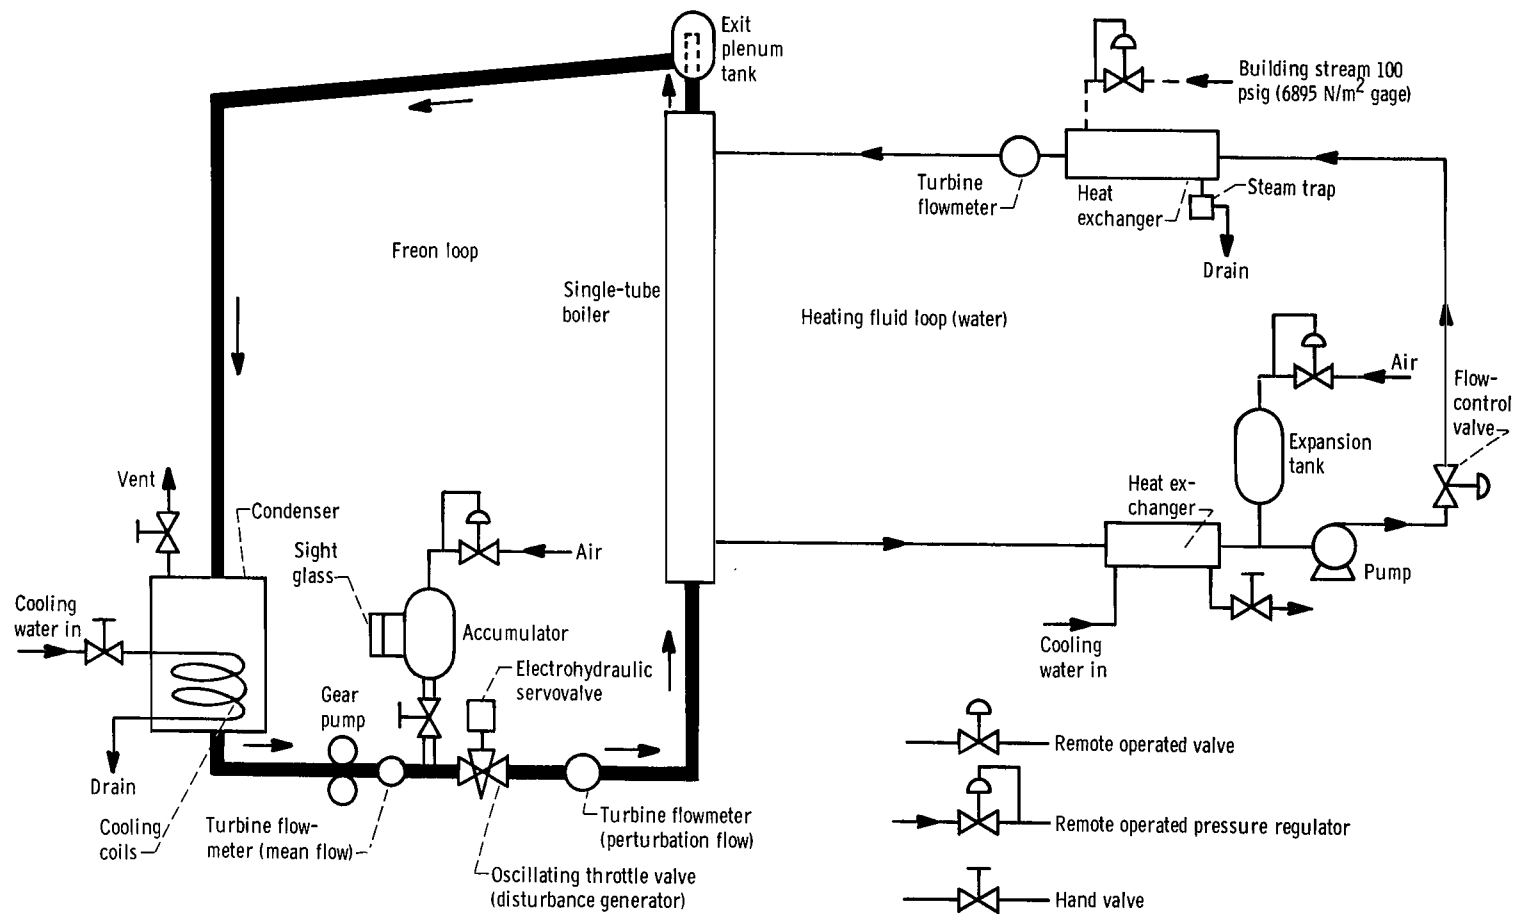 Exit
plenum
tank
Building stream 100
psig (6895 N/m² gage)
Turbine
flowmeter
Heat
exchanger
Steam trap
Drain
Freon loop
Single-tube
boiler
Heating fluid loop (water)
Air
Flow-
control
valve
Expansion
tank
Heat ex-
changer
Pump
Cooling
water in
Vent
Condenser
Sight
glass
Air
Cooling
water in
Accumulator
Electrohydraulic
servovalve
Gear
pump
Drain
Cooling
coils
Turbine flow-
meter (mean flow)
Turbine flowmeter
(perturbation flow)
Oscillating throttle valve
(disturbance generator)
Remote operated valve
Remote operated pressure regulator
Hand valve